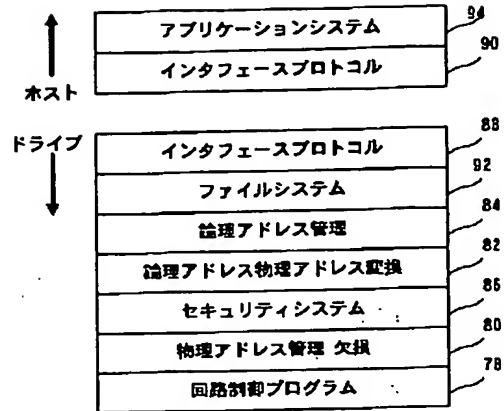 アプリケーションシステム 94
インタフェースプロトコル 90
ホスト
ドライブ
インタフェースプロトコル 88
ファイルシステム 92
論理アドレス管理 84
論理アドレス物理アドレス変換 82
セキュリティシステム 86
物理アドレス管理 欠損 80
回路制御プログラム 78